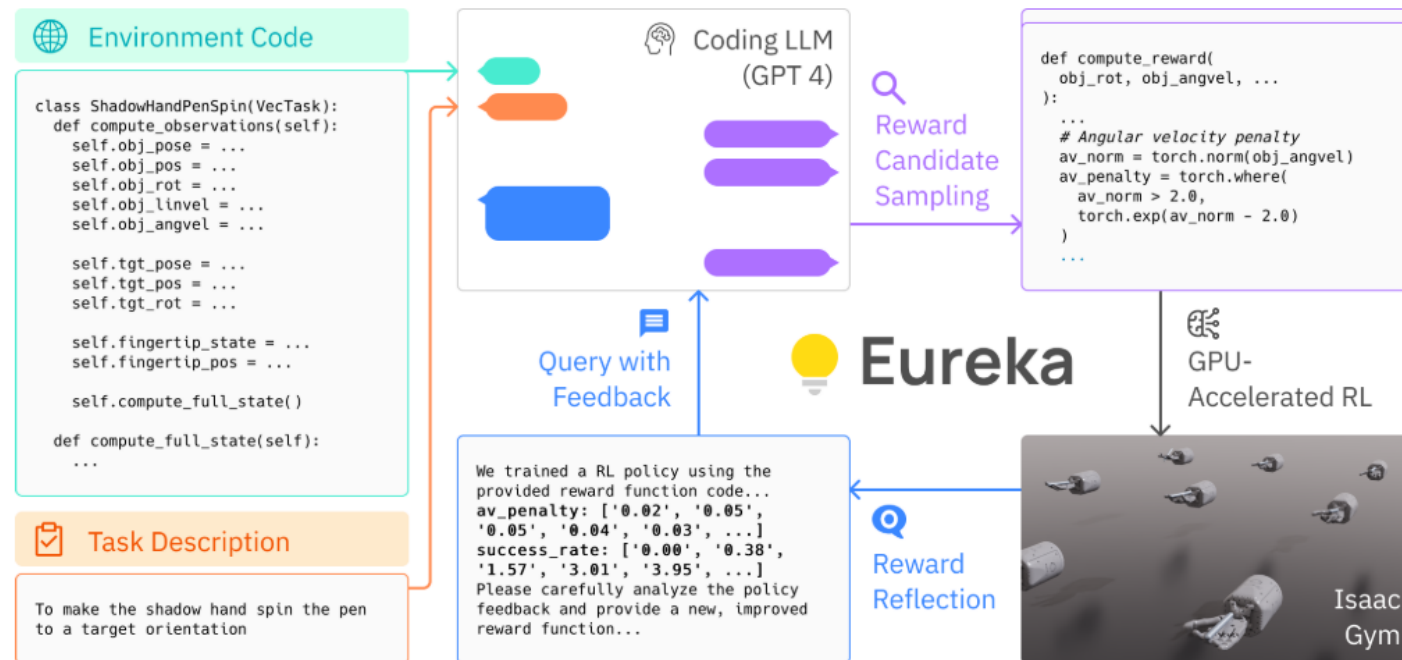 Environment Code
class ShadowHandPenSpin(VecTask):
def compute_observations(self):
self.obj_pose = ...
self.obj_pos = ...
self.obj_rot = ...
self.obj_linvel = ...
self.obj_angvel = ...
self.tgt_pose = ...
self.tgt_pos = ...
self.tgt_rot = ...
self.fingertip_state = ...
self.fingertip_pos = ...
self.compute_full_state()
def compute_full_state(self):
...
Task Description
To make the shadow hand spin the pen
to a target orientation
Coding LLM
(GPT 4)
Reward
Candidate
Sampling
def compute_reward(
obj_rot, obj_angvel, ...
):
...
# Angular velocity penalty
av_norm = torch.norm(obj_angvel)
av_penalty = torch.where(
av_norm > 2.0,
torch.exp(av_norm - 2.0)
)
...
Query with
Feedback
Eureka
GPU-
Accelerated RL
We trained a RL policy using the
provided reward function code...
av_penalty: ['0.02', '0.05',
'0.05', '0.04', '0.03', ...]
success_rate: ['0.00', '0.38',
'1.57', '3.01', '3.95', ...]
Please carefully analyze the policy
feedback and provide a new, improved
reward function...
Reward
Reflection
Isaac
Gym